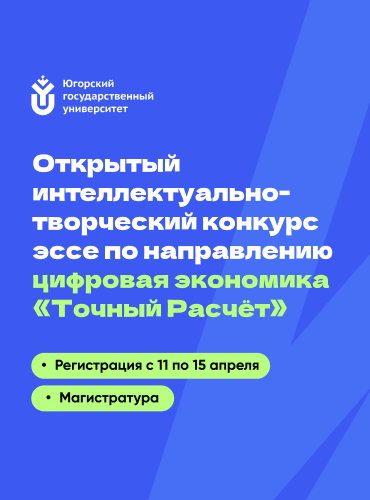 Югорский
государственный
университет
Открытый
интеллектуально-
творческий конкурс
эссе по направлению
цифровая экономика
«Точный Расчёт»
• Регистрация с 11 по 15 апреля
• Магистратура